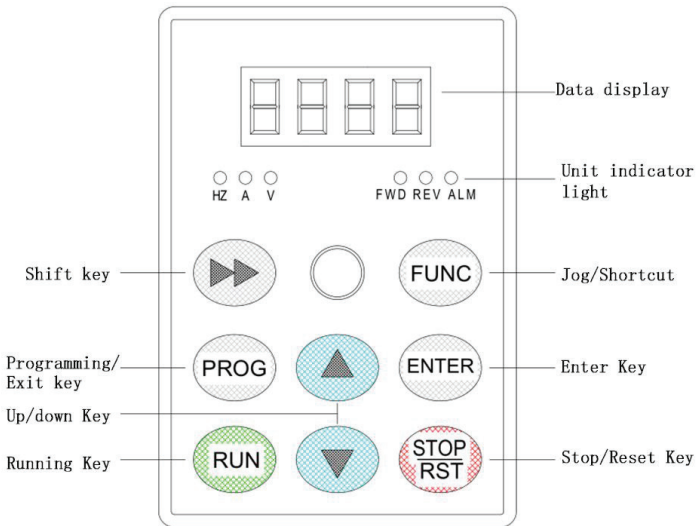 Data display
Unit indicator
light
HZ A V
FWD REV ALM
Shift key
FUNC
Jog/Shortcut
Programming/
Exit key
PROG
ENTER
Enter Key
Up/down Key
Running Key
RUN
STOP
RST
Stop/Reset Key